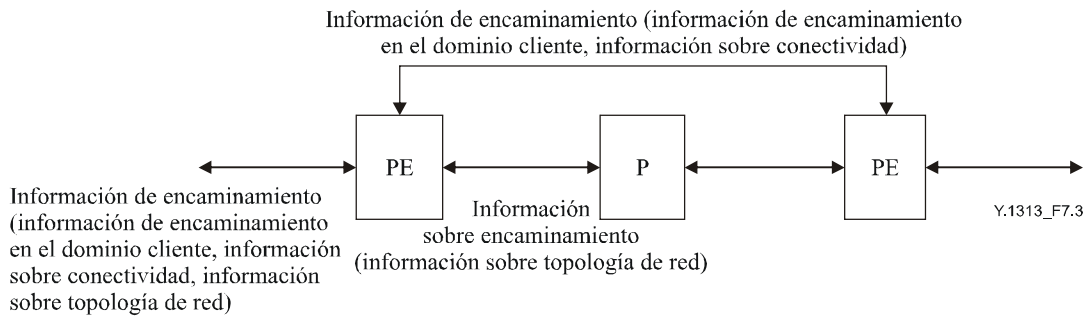 Información de encaminamiento (información de encaminamiento
en el dominio cliente, información sobre conectividad)
PE
P
PE
Información de encaminamiento
(información de encaminamiento
en el dominio cliente, información
sobre conectividad, información
sobre topología de red)
Información
sobre encaminamiento
(información sobre topología de red)
Y.1313_F7.3